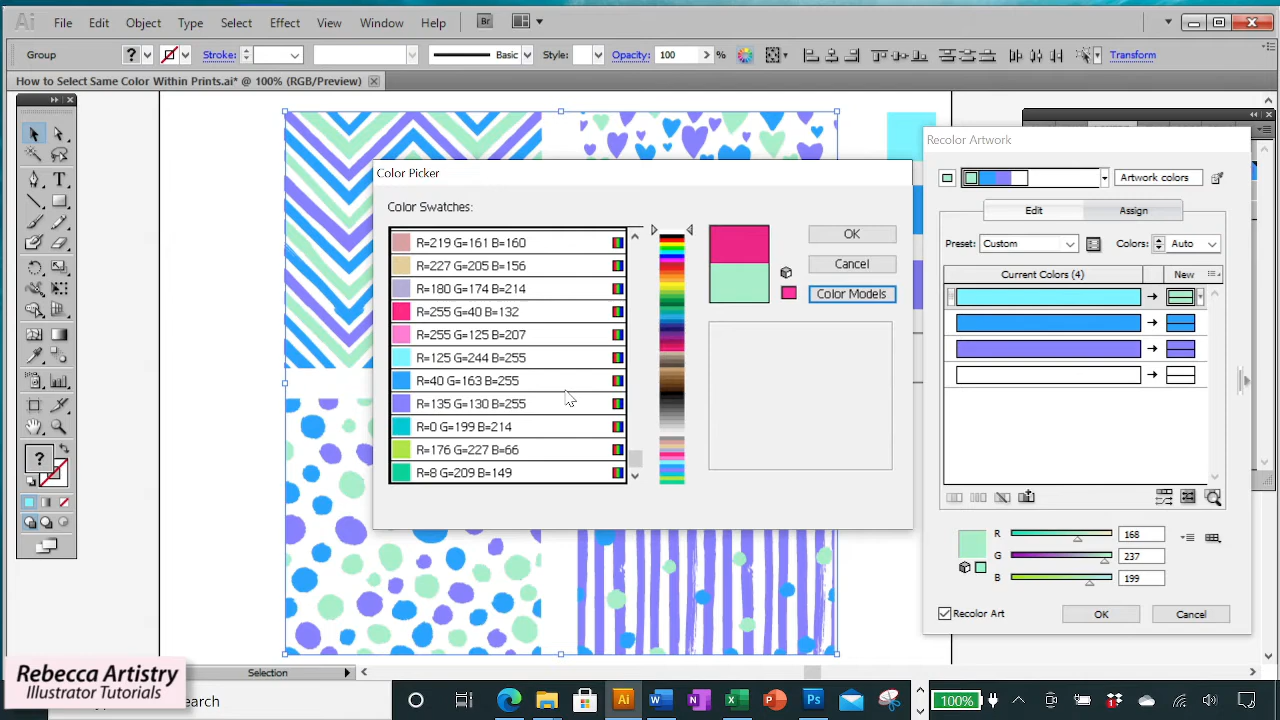 Ai File Edit Object Type Select Effect View Window Help Br
Group ? Stroke: Basic Style: Opacity: 100 % Transform
How to Select Same Color Within Prints.ai* @ 100% (RGB/Preview)
Recolor Artwork
Color Picker
Artwork colors
Color Swatches:
Edit Assign
R=219 G=161 B=160
OK
Preset: Custom Colors: Auto
R=227 G=205 B=156
Cancel
Current Colors (4) New
R=180 G=174 B=214
Color Models
R=255 G=40 B=132
R=255 G=125 B=207
R=125 G=244 B=255
R=40 G=163 B=255
R=135 G=130 B=255
R=0 G=199 B=214
R=176 G=227 B=66
R=8 G=209 B=149
?
R 168
G 237
B 199
Recolor Art OK Cancel
Rebecca Artistry
Illustrator Tutorials
Selection
search
100%